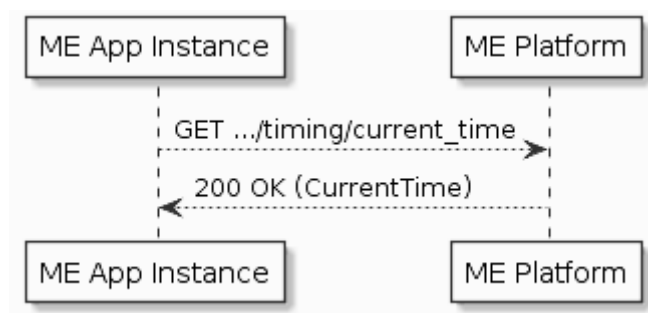 ME App Instance
ME Platform
GET .../timing/current_time
200 OK (CurrentTime)
ME App Instance
ME Platform